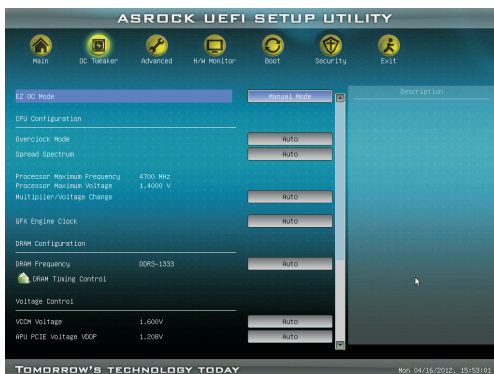 ASROCK UEFI SETUP UTILITY
Main OC Tweaker Advanced H/W Monitor Boot Security Exit
EZ OC Mode Manual Mode
Description
CPU Configuration
Overclock Mode Auto
Spread Spectrum Auto
Processor Maximum Frequency 4700 MHz
Processor Maximum Voltage 1.4000 V
Multiplier/Voltage Change Auto
GFX Engine Clock Auto
DRAM Configuration
DRAM Frequency DDR3-1333 Auto
DRAM Timing Control
Voltage Control
VCCM Voltage 1.600V Auto
APU PCIE Voltage VDDP 1.208V Auto
TOMORROW'S TECHNOLOGY TODAY
Mon 04/16/2012, 15:53:01